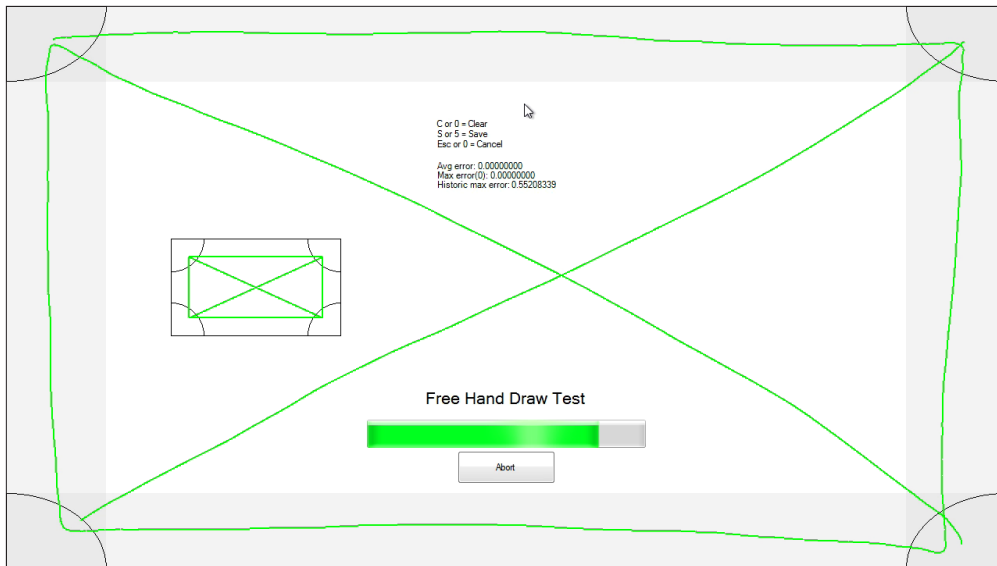 C or 0 = Clear
S or 5 = Save
Esc or 0 = Cancel
Avg error: 0.00000000
Max error(0): 0.00000000
Historic max error: 0.55208339
Free Hand Draw Test
Abort